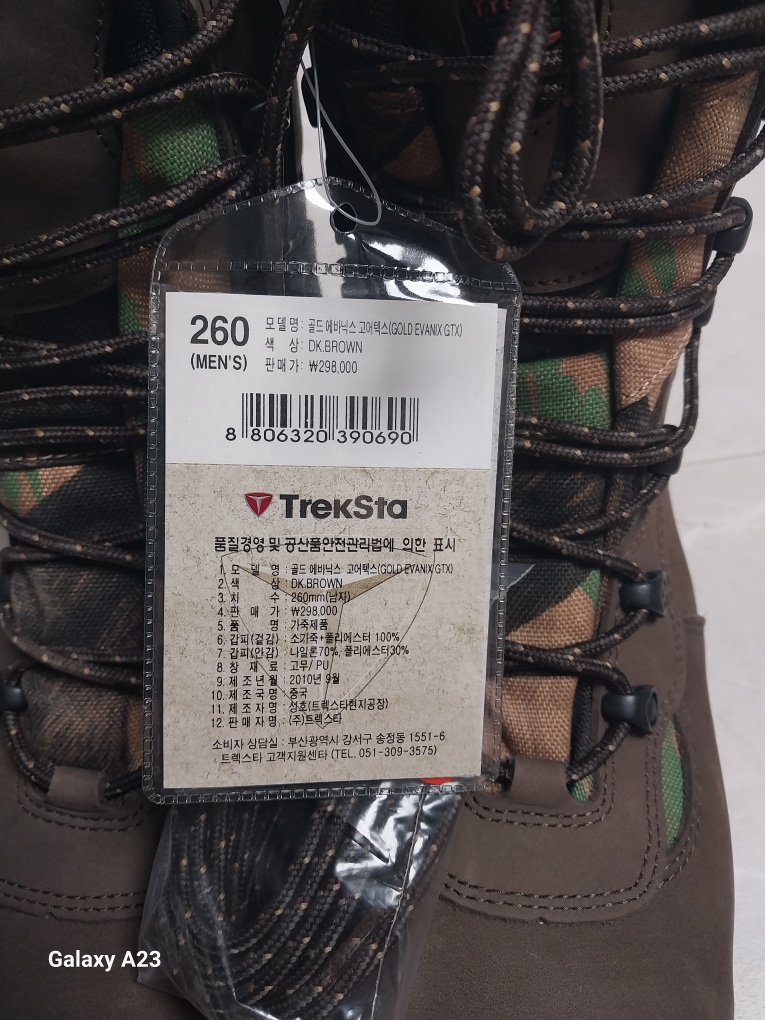 260
(MEN'S)
모 델 명 : 골드 에바닉스 고어텍스(GOLD EVANIX GTX)
색 상 : DK.BROWN
판 매 가 : ₩298,000
8 806320 390690
TrekSta
품질경영 및 공산품안전관리법에 의한 표시
1. 모 델 명 : 골드 에바닉스 고어텍스(GOLD EVANIX GTX)
2. 색 상 : DK.BROWN
3. 치 수 : 260mm(남자)
4. 판 매 가 : ₩298,000
5. 품 명 : 가죽제품
6. 갑피(겉감) : 소가죽+폴리에스터 100%
7. 갑피(안감) : 나일론70%, 폴리에스터30%
8. 창 재 료 : 고무/ PU
9. 제 조 년 월 : 2010년 9월
10. 제 조 국 명 : 중국
11. 제 조 자 명 : 성호(트렉스타현지공장)
12. 판 매 자 명 : (주)트렉스타
소비자 상담실 : 부산광역시 강서구 송정동 1551-6
트렉스타 고객지원센타 (TEL. 051-309-3575)
Galaxy A23